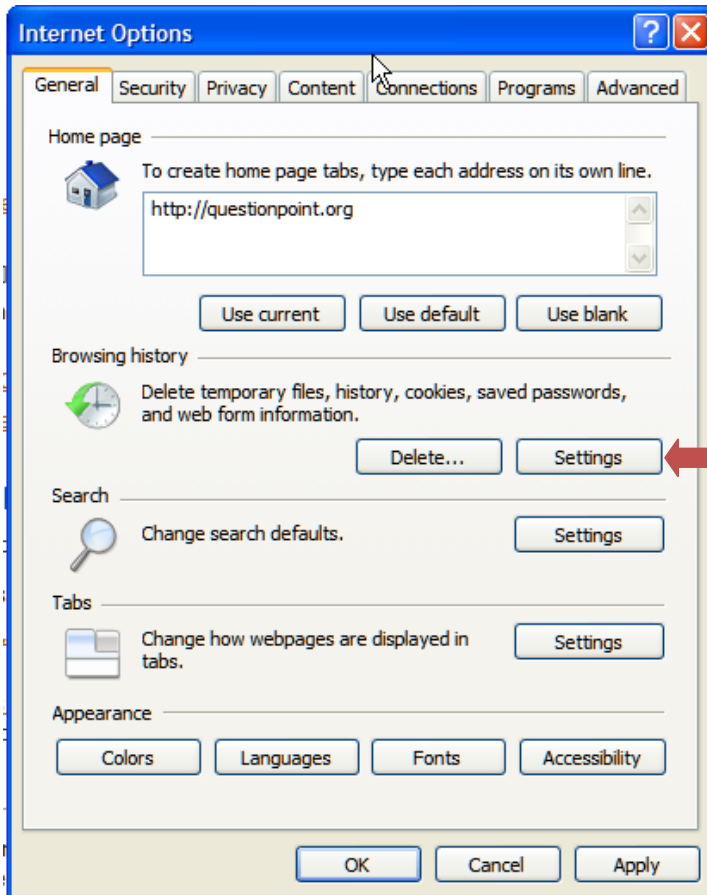 Internet Options
General Security Privacy Content Connections Programs Advanced
Home page
To create home page tabs, type each address on its own line.
http://questionpoint.org
Use current Use default Use blank
Browsing history
Delete temporary files, history, cookies, saved passwords,
and web form information.
Delete... Settings
Search
Change search defaults. Settings
Tabs
Change how webpages are displayed in
tabs.
Settings
Appearance
Colors Languages Fonts Accessibility
OK Cancel Apply